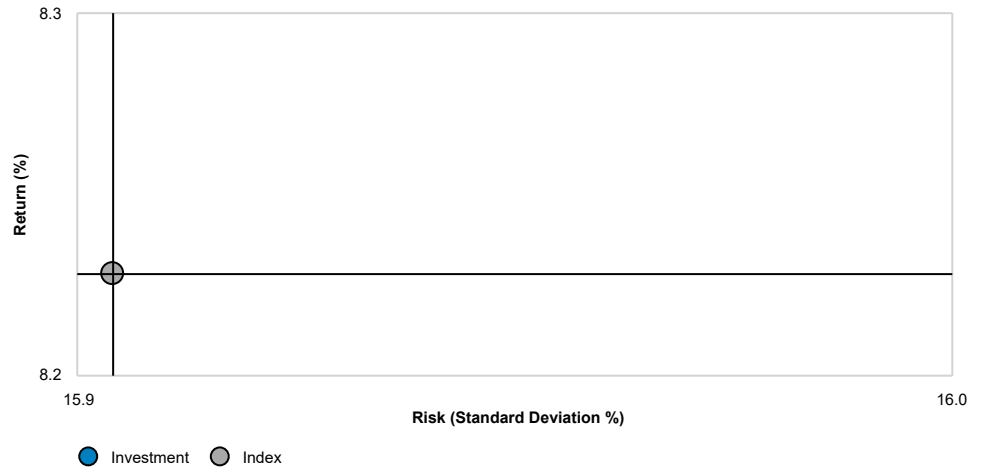 8.3
Return (%)
8.2
15.9
16.0
Risk (Standard Deviation %)
Investment
Index